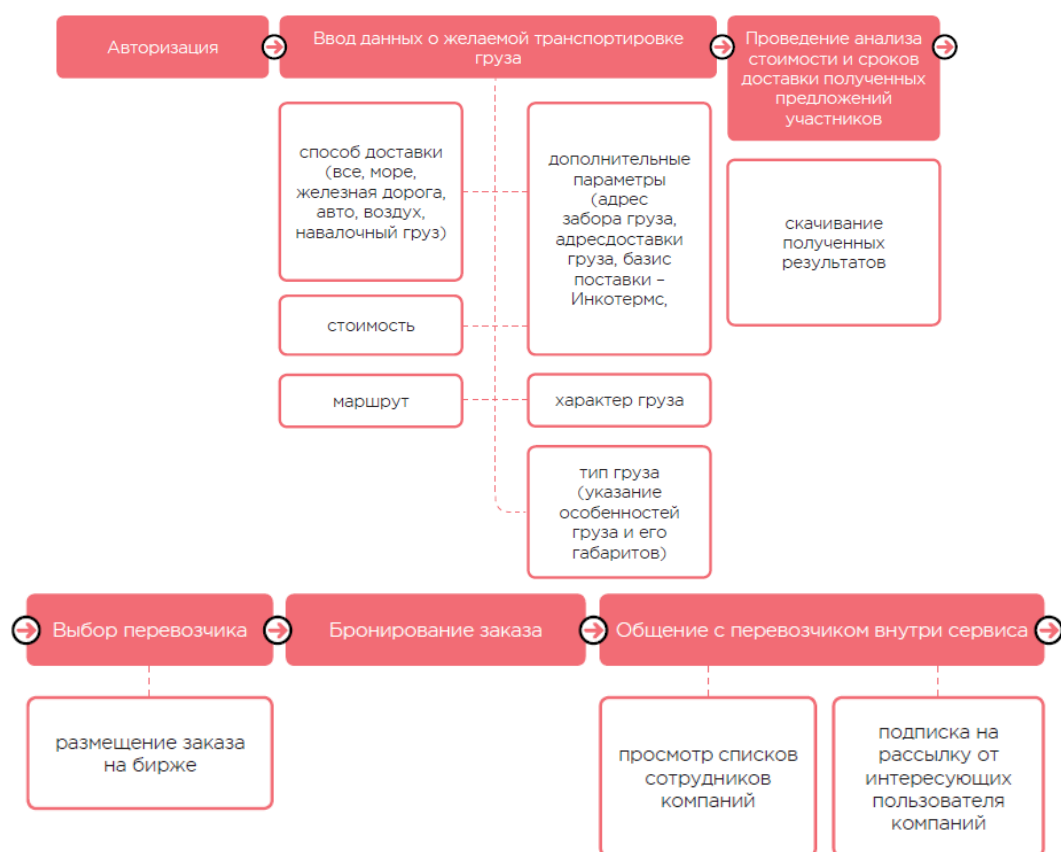 Авторизация
Ввод данных о желаемой транспортировке
груза
Проведение анализа
стоимости и сроков
доставки полученных
предложений
участников
способ доставки
(все, море,
железная дорога,
авто, воздух,
навалочный груз)
дополнительные
параметры
(адрес
забора груза,
адресдоставки
груза, базис
поставки –
Инкотермс,
скачивание
полученных
результатов
стоимость
маршрут
характер груза
тип груза
(указание
особенностей
груза и его
габаритов)
Выбор перевозчика
Бронирование заказа
Общение с перевозчиком внутри сервиса
размещение заказа
на бирже
просмотр списков
сотрудников
компаний
подписка на
рассылку от
интересующих
пользователя
компаний